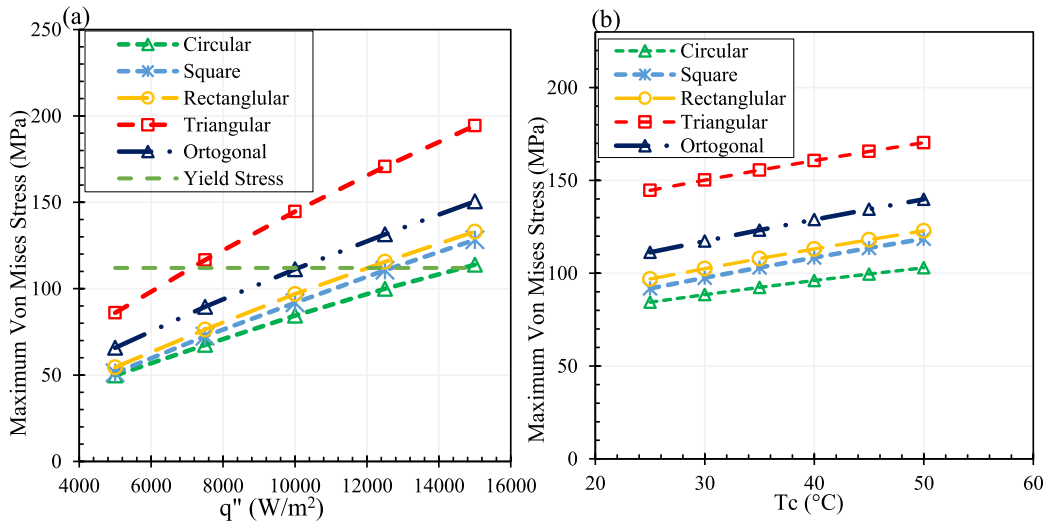 (a)
250
200
150
100
50
0
Maximum Von Mises Stress (MPa)
Circular
Square
Rectanglular
Triangular
Ortogonal
Yield Stress
4000 6000 8000 10000 12000 14000 16000
q" (W/m²)
(b)
200
150
100
50
0
Maximum Von Mises Stress (MPa)
Circular
Square
Rectanglular
Triangular
Ortogonal
20 30 40 50 60
Tc (°C)